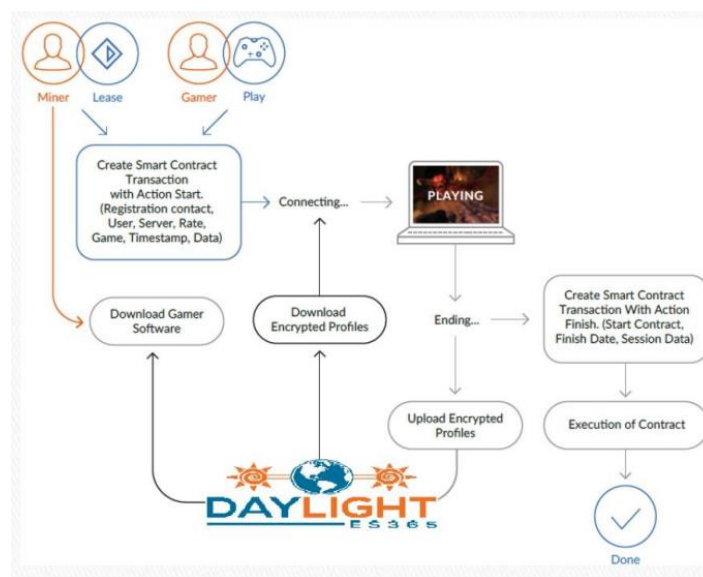 Miner
Lease
Gamer
Play
Create Smart Contract
Transaction
with Action Start.
(Registration contact,
User, Server, Rate,
Game, Timestamp, Data)
Connecting...
PLAYING
Download Gamer
Software
Download
Encrypted Profiles
Ending...
Create Smart Contract
Transaction With Action
Finish. (Start Contract,
Finish Date, Session Data)
Upload Encrypted
Profiles
Execution of Contract
DAYLIGHT
ES365
Done